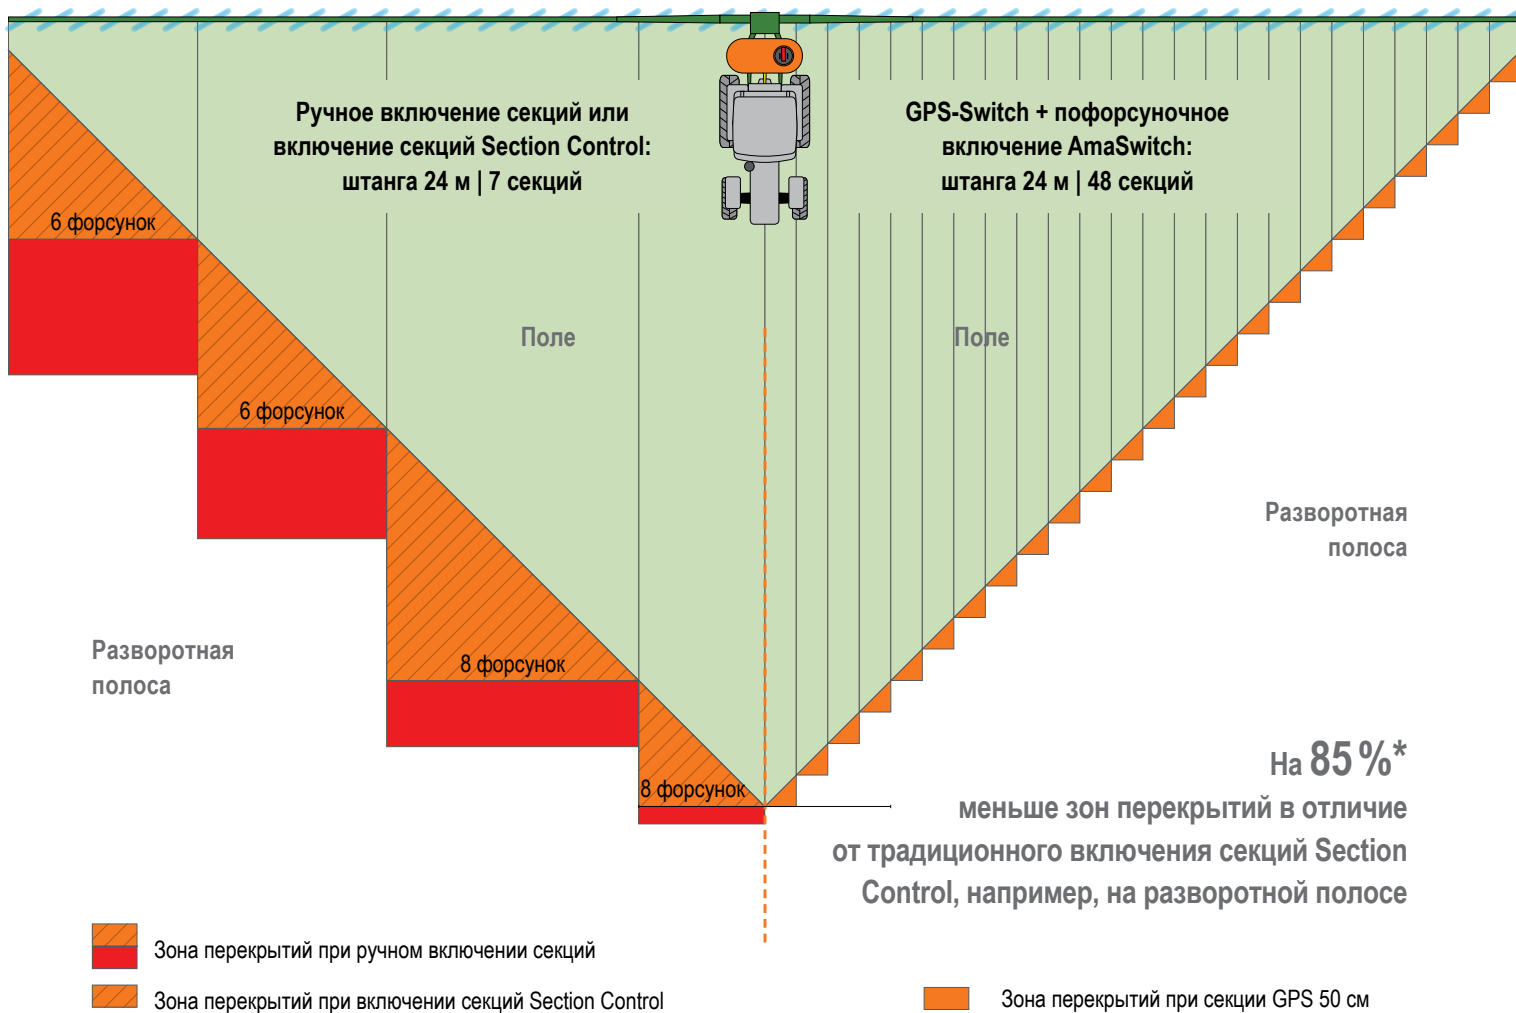 Ручное включение секций или
включение секций Section Control:
штанга 24 м | 7 секций
GPS-Switch + пофорсуночное
включение AmaSwitch:
штанга 24 м | 48 секций
6 форсунок
Поле
Поле
6 форсунок
Разворотная
полоса
Разворотная
полоса
8 форсунок
8 форсунок
На 85 %*
меньше зон перекрытий в отличие
от традиционного включения секций Section
Control, например, на разворотной полосе
Зона перекрытий при ручном включении секций
Зона перекрытий при включении секций Section Control
Зона перекрытий при секции GPS 50 см